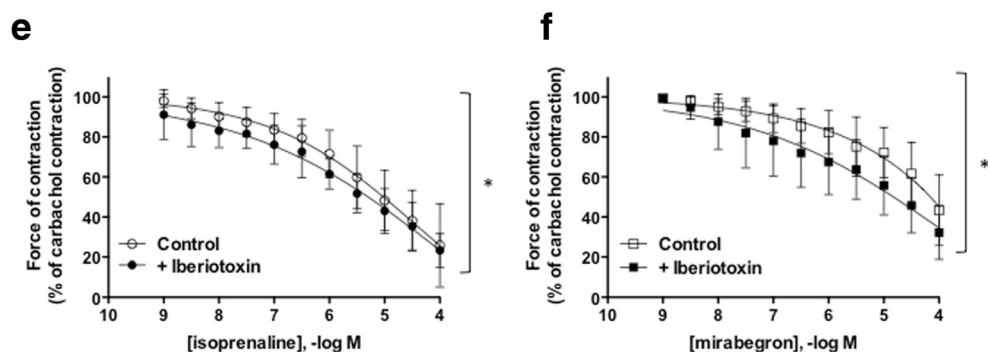 e
Force of contraction
(% of carbachol contraction)
100
80
60
40
20
0
Control
+ Iberiotoxin
*
10 9 8 7 6 5 4
[isoprenaline], -log M
f
Force of contraction
(% of carbachol contraction)
100
80
60
40
20
0
Control
+ Iberiotoxin
*
10 9 8 7 6 5 4
[mirabegron], -log M